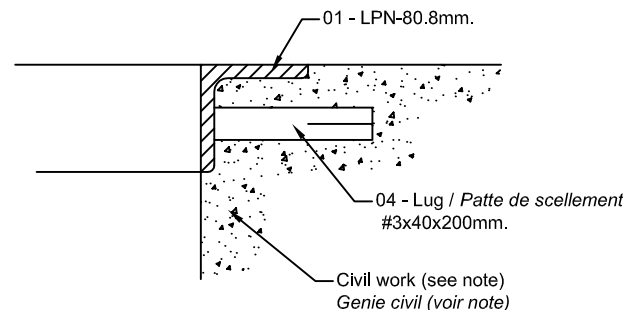 01 - LPN-80.8mm.
04 - Lug / Patte de scellement
#3x40x200mm.
Civil work (see note)
Genie civil (voir note)